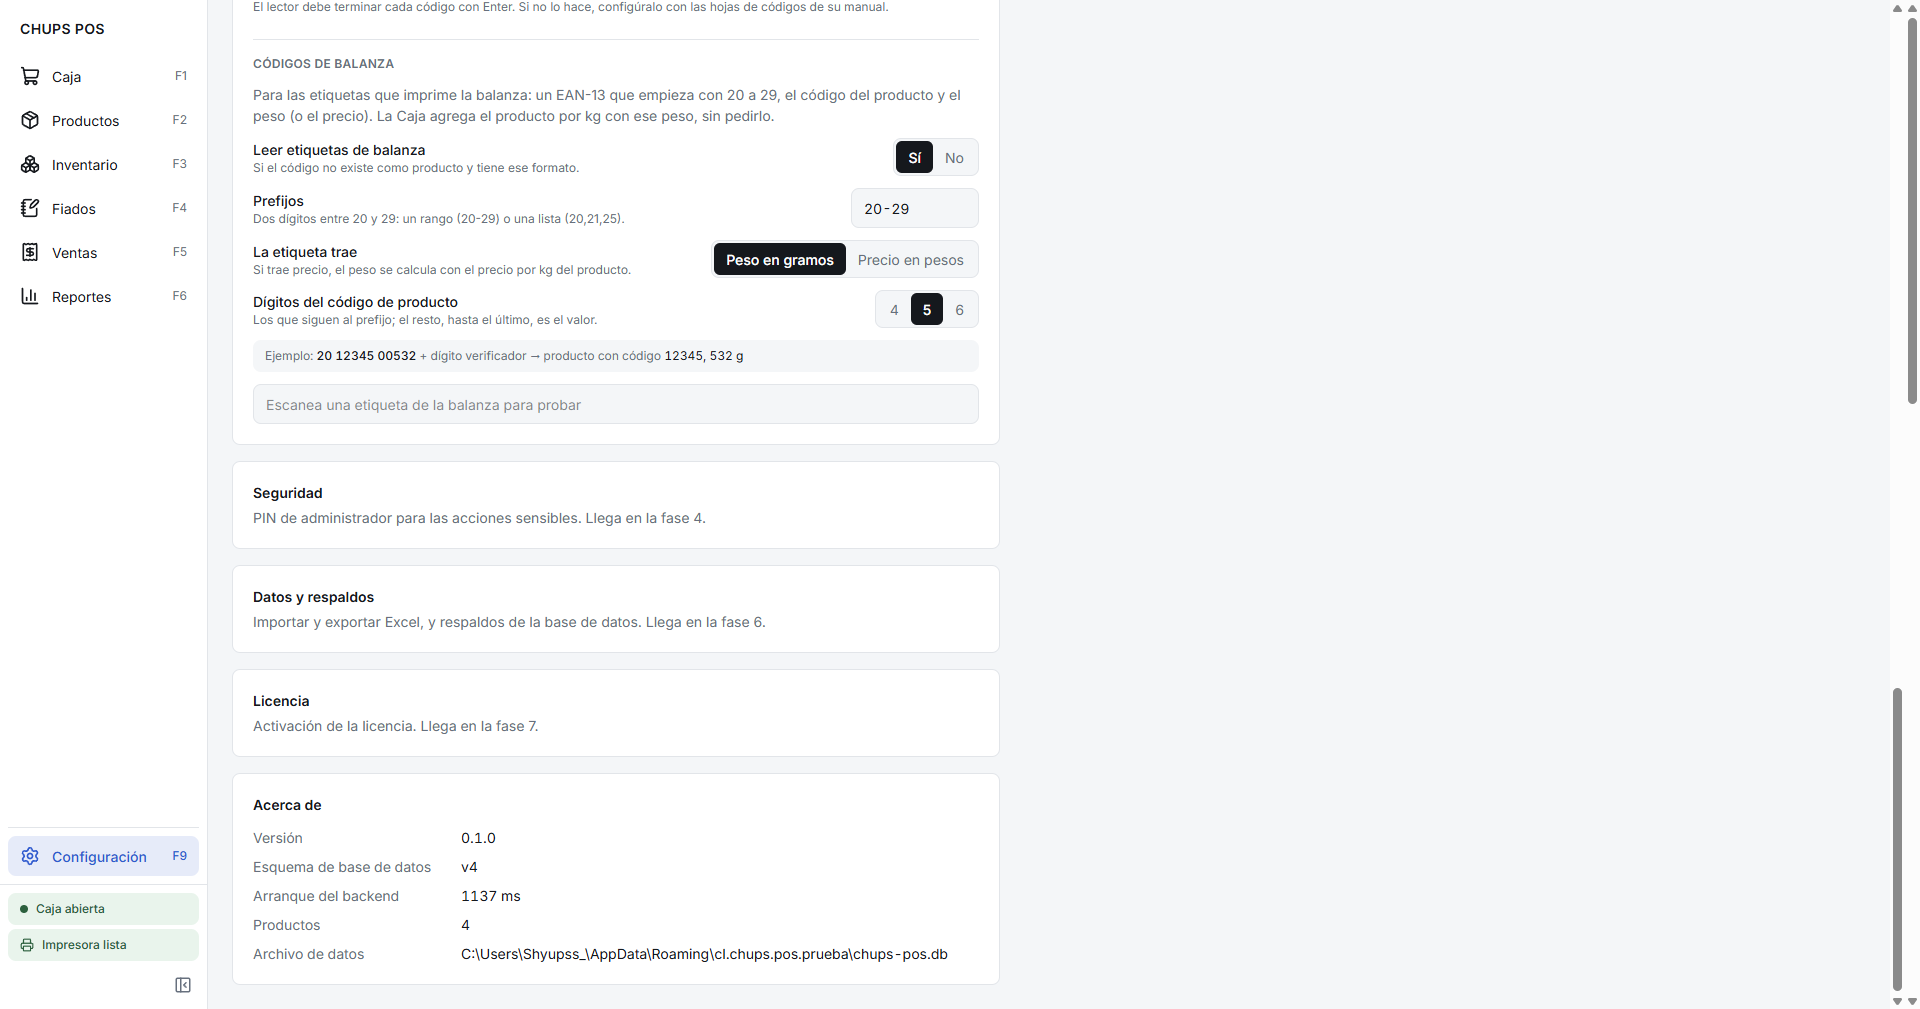 CHUPS POS
Caja F1
Productos F2
Inventario F3
Fiados F4
Ventas F5
Reportes F6
Configuración F9
Caja abierta
Impresora lista
El lector debe terminar cada código con Enter. Si no lo hace, configúralo con las hojas de códigos de su manual.
CÓDIGOS DE BALANZA
Para las etiquetas que imprime la balanza: un EAN-13 que empieza con 20 a 29, el código del producto y el
peso (o el precio). La Caja agrega el producto por kg con ese peso, sin pedirlo.
Leer etiquetas de balanza
Si el código no existe como producto y tiene ese formato.
Sí No
Prefijos
Dos dígitos entre 20 y 29: un rango (20-29) o una lista (20,21,25).
20-29
La etiqueta trae
Si trae precio, el peso se calcula con el precio por kg del producto.
Peso en gramos Precio en pesos
Dígitos del código de producto
Los que siguen al prefijo; el resto, hasta el último, es el valor.
4 5 6
Ejemplo: 20 12345 00532 + dígito verificador → producto con código 12345, 532 g
Escanea una etiqueta de la balanza para probar
Seguridad
PIN de administrador para las acciones sensibles. Llega en la fase 4.
Datos y respaldos
Importar y exportar Excel, y respaldos de la base de datos. Llega en la fase 6.
Licencia
Activación de la licencia. Llega en la fase 7.
Acerca de
Versión 0.1.0
Esquema de base de datos v4
Arranque del backend 1137 ms
Productos 4
Archivo de datos C:\Users\Shyupss_\AppData\Roaming\cl.chups.pos.prueba\chups-pos.db